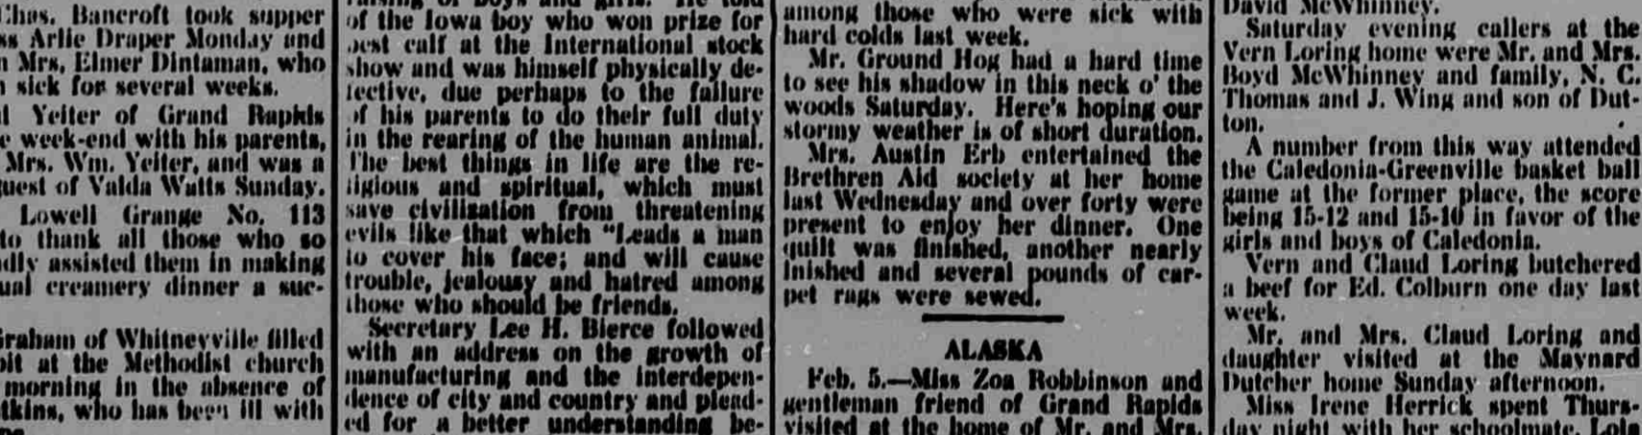 Chas. Bancroft took supper
Arlie Draper Monday and
Mrs. Elmer Dintaman, who
sick for several weeks.
Yeiter of Grand Rapids
week-end with his parents,
Mrs. Wm. Yeiter, and was a
guest of Valda Watts Sunday.
Lowell Grange No. 113
to thank all those who so
assisted them in making
creamery dinner a suc-
of Whitneyville filled
at the Methodist church
morning in the absence of
who has been ill with
of the Iowa boy who won prize for
best calf at the International stock
show and was himself physically de-
fective, due perhaps to the failure
of his parents to do their full duty
in the rearing of the human animal.
The best things in life are the re-
ligious and spiritual, which must
save civilization from threatening
evils like that which "Leads a man
to cover his face; and will cause
trouble, jealousy and hatred among
those who should be friends.
Secretary Lee H. Bierce followed
with an address on the growth of
manufacturing and the interdepen-
dence of city and country and plead-
ed for a better understanding be-
among those who were sick with
hard colds last week.
Mr. Ground Hog had a hard time
to see his shadow in this neck o' the
woods Saturday. Here's hoping our
stormy weather is of short duration.
Mrs. Austin Erb entertained the
Brethren Aid society at her home
last Wednesday and over forty were
present to enjoy her dinner. One
quilt was finished, another nearly
finished and several pounds of car-
pet rags were sewed.
ALASKA
Feb. 5.—Miss Zoa Robbinson and
gentleman friend of Grand Rapids
visited at the home of Mr. and Mrs.
David McWhinney.
Saturday evening callers at the
Vern Loring home were Mr. and Mrs.
Boyd McWhinney and family, N. C.
Thomas and J. Wing and son of Dut-
ton.
A number from this way attended
the Caledonia-Greenville basket ball
game at the former place, the score
being 15-12 and 15-10 in favor of the
girls and boys of Caledonia.
Vern and Claud Loring butchered
a beef for Ed. Colburn one day last
week.
Mr. and Mrs. Claud Loring and
daughter visited at the Maynard
Dutcher home Sunday afternoon.
Miss Irene Herrick spent Thurs-
day night with her schoolmate, Lola